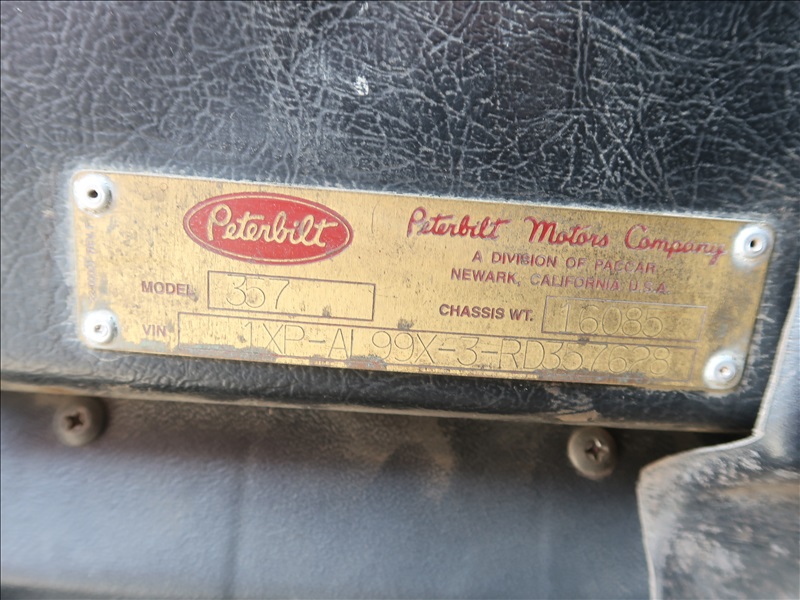 Peterbilt
Peterbilt Motors Company
A DIVISION OF PACCAR
NEWARK, CALIFORNIA U.S.A.
MODEL 357
CHASSIS WT. 16085
VIN 1XP-AL99X-3-RD357628